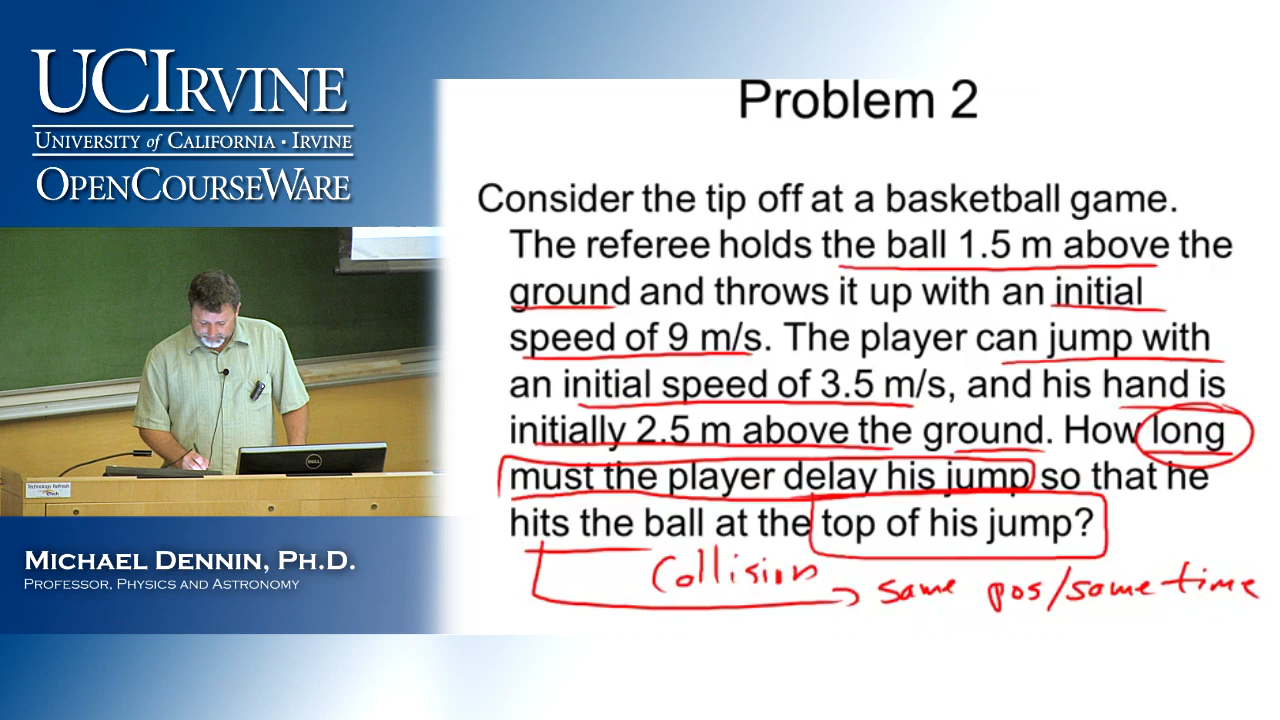 UCIRVINE
UNIVERSITY of CALIFORNIA • IRVINE
OPENCOURSEWARE
Technology Refresh
DELL
MICHAEL DENNIN, PH.D.
PROFESSOR, PHYSICS AND ASTRONOMY
Problem 2
Consider the tip off at a basketball game.
The referee holds the ball 1.5 m above the
ground and throws it up with an initial
speed of 9 m/s. The player can jump with
an initial speed of 3.5 m/s, and his hand is
initially 2.5 m above the ground. How long
must the player delay his jump so that he
hits the ball at the top of his jump?
Collision
same pos/same time